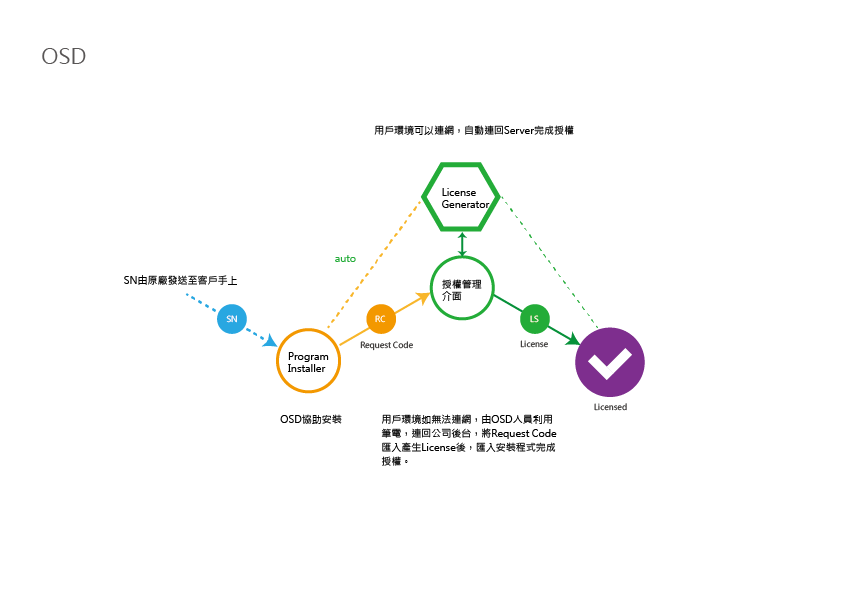 OSD
用戶環境可以連網，自動連回Server完成授權
License
Generator
auto
SN由原廠發送至客戶手上
授權管理
介面
SN
RC
LS
Request Code
License
Program
Installer
Licensed
OSD協助安裝
用戶環境如無法連網，由OSD人員利用
筆電，連回公司後台，將Request Code
匯入產生License後，匯入安裝程式完成
授權。